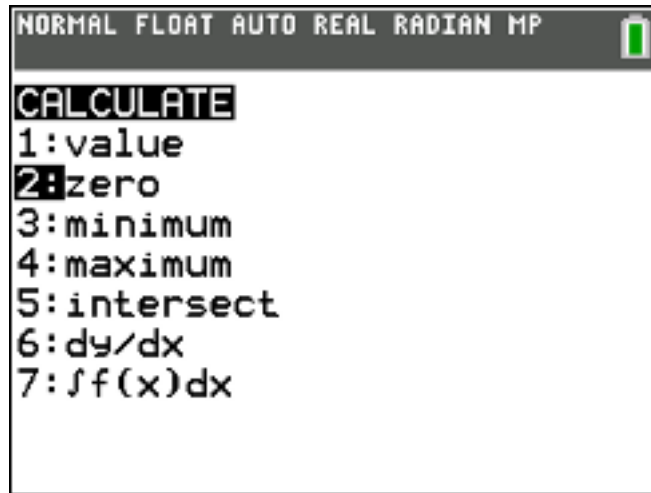 NORMAL FLOAT AUTO REAL RADIAN MP
CALCULATE
1:value
2:zero
3:minimum
4:maximum
5:intersect
6:dy/dx
7:∫f(x)dx